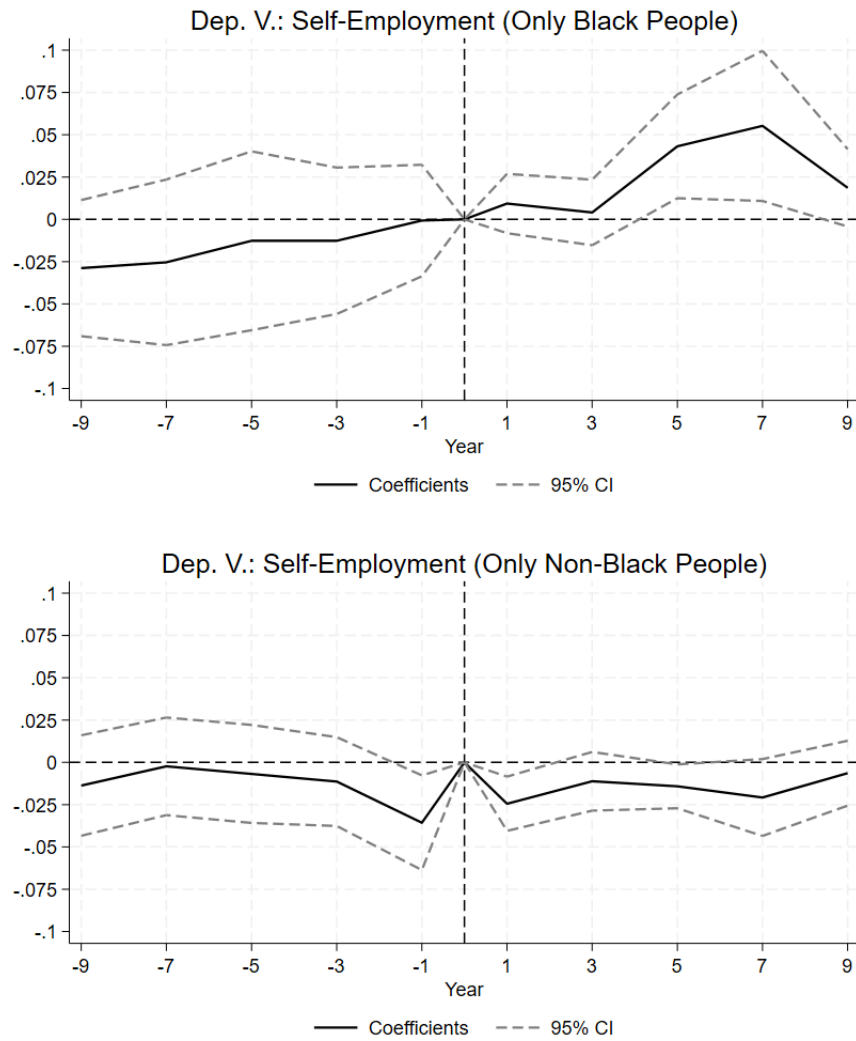 Dep. V.: Self-Employment (Only Black People)
.1
.075
.05
.025
0
-.025
-.05
-.075
-.1
-9 -7 -5 -3 -1 1 3 5 7 9
Year
Coefficients 95% CI
Dep. V.: Self-Employment (Only Non-Black People)
.1
.075
.05
.025
0
-.025
-.05
-.075
-.1
-9 -7 -5 -3 -1 1 3 5 7 9
Year
Coefficients 95% CI